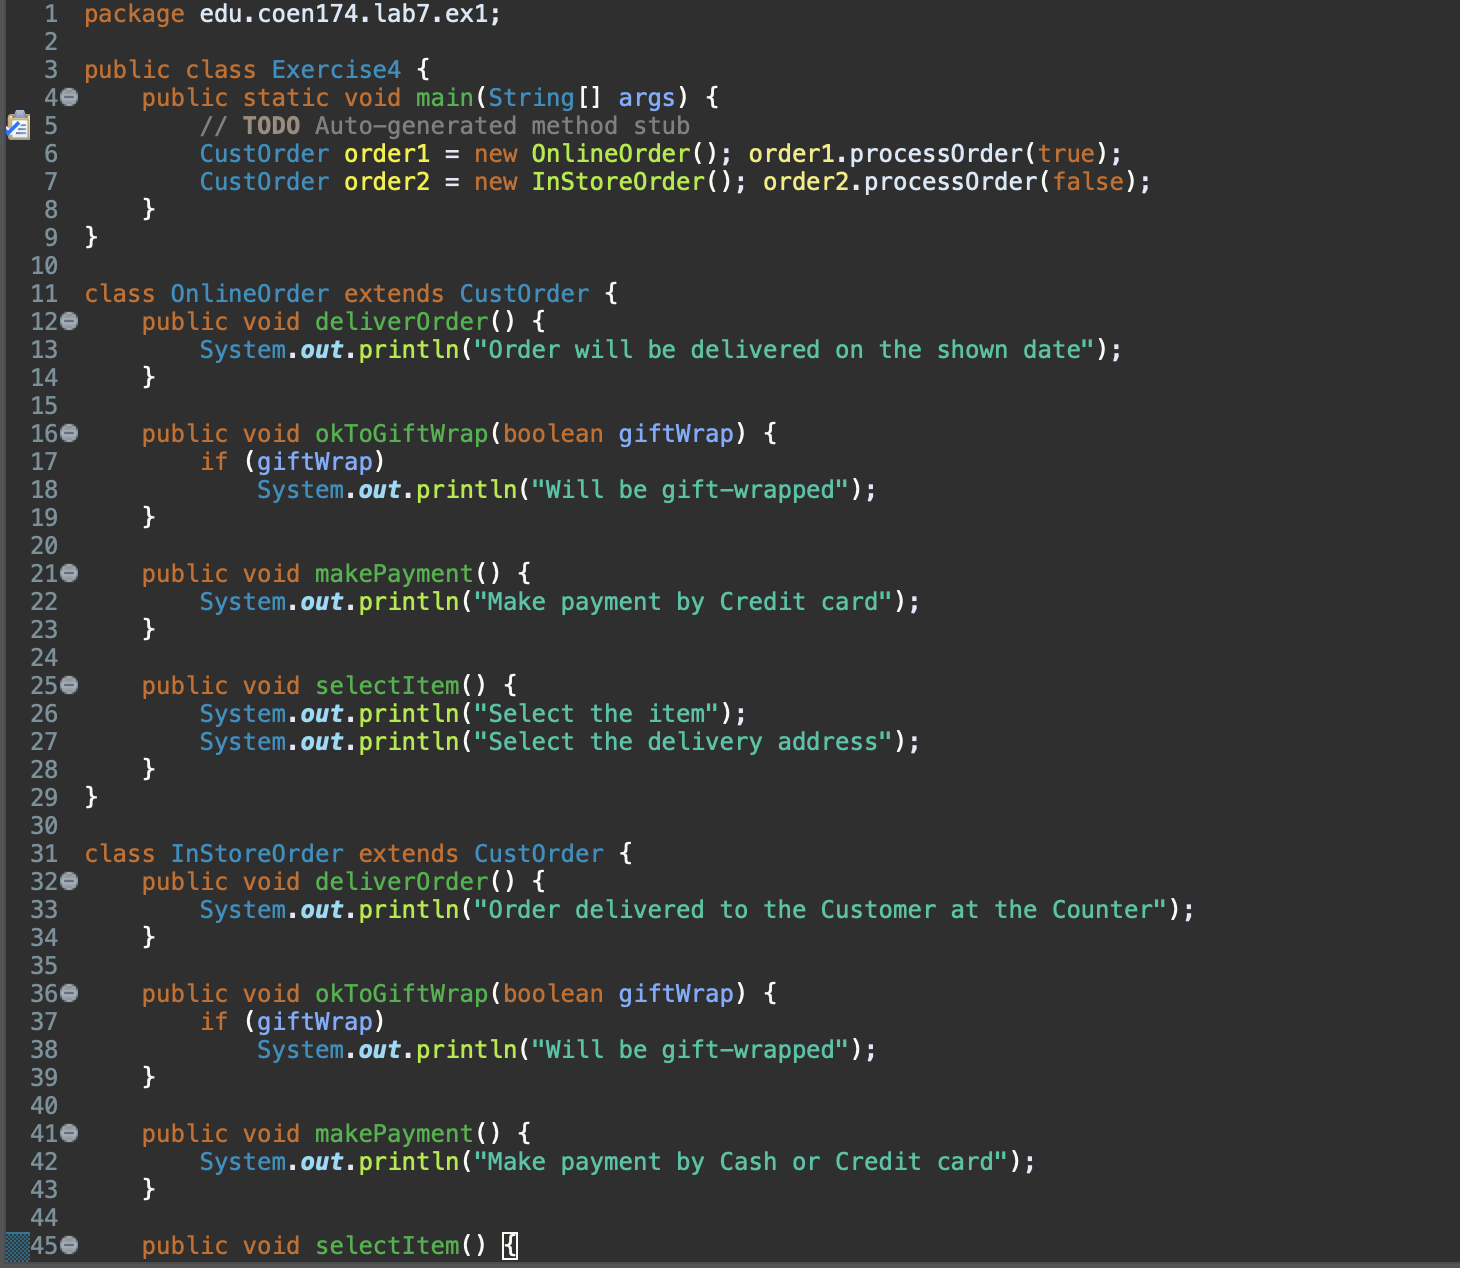 1 package edu.coen174.lab7.ex1;
2
3 public class Exercise4 {
4     public static void main(String[] args) {
5         // TODO Auto-generated method stub
6         CustOrder order1 = new OnlineOrder(); order1.processOrder(true);
7         CustOrder order2 = new InStoreOrder(); order2.processOrder(false);
8     }
9 }
10
11 class OnlineOrder extends CustOrder {
12     public void deliverOrder() {
13         System.out.println("Order will be delivered on the shown date");
14     }
15
16     public void okToGiftWrap(boolean giftWrap) {
17         if (giftWrap)
18             System.out.println("Will be gift-wrapped");
19     }
20
21     public void makePayment() {
22         System.out.println("Make payment by Credit card");
23     }
24
25     public void selectItem() {
26         System.out.println("Select the item");
27         System.out.println("Select the delivery address");
28     }
29 }
30
31 class InStoreOrder extends CustOrder {
32     public void deliverOrder() {
33         System.out.println("Order delivered to the Customer at the Counter");
34     }
35
36     public void okToGiftWrap(boolean giftWrap) {
37         if (giftWrap)
38             System.out.println("Will be gift-wrapped");
39     }
40
41     public void makePayment() {
42         System.out.println("Make payment by Cash or Credit card");
43     }
44
45     public void selectItem() {